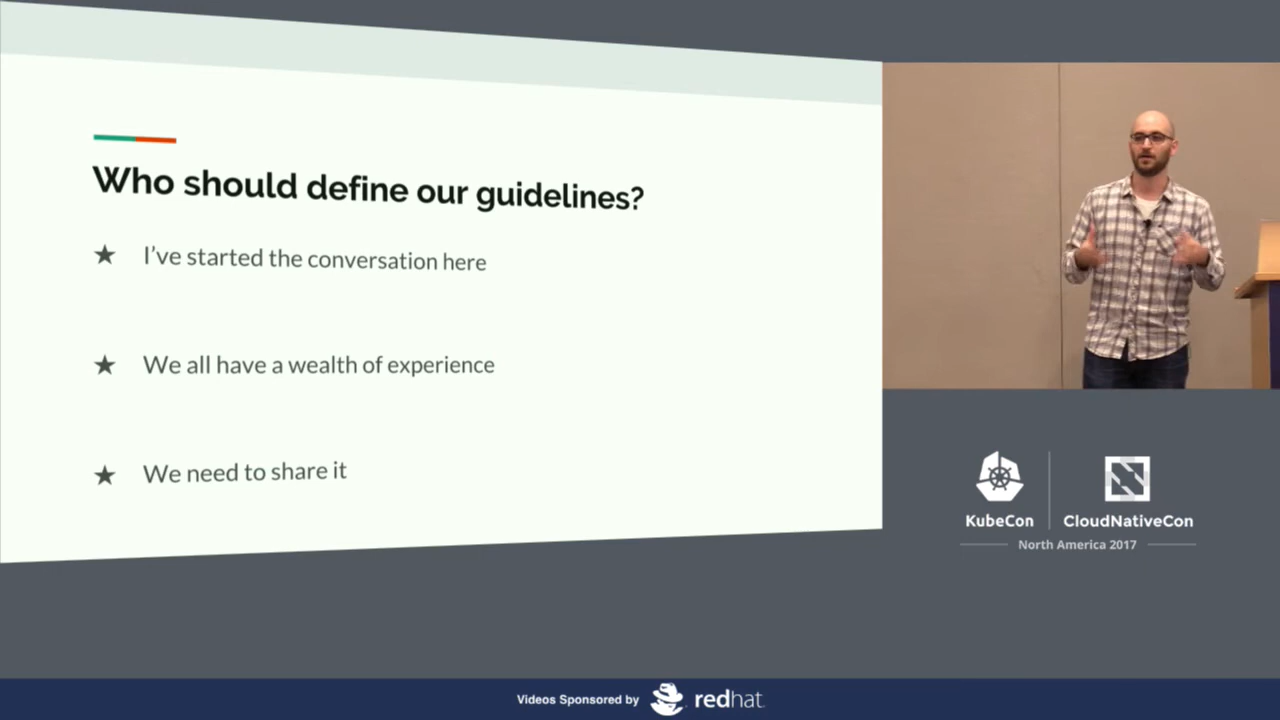 Who should define our guidelines?
★ I've started the conversation here
★ We all have a wealth of experience
★ We need to share it
KubeCon
CloudNativeCon
North America 2017
Videos Sponsored by redhat.